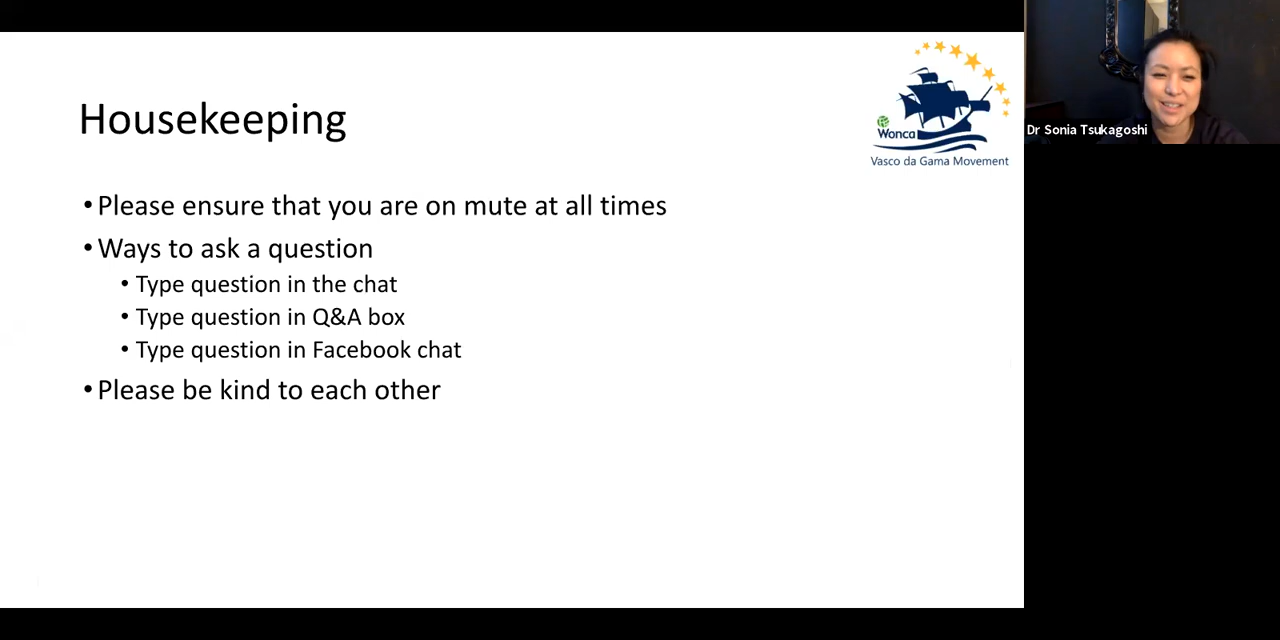 Housekeeping
Wonca
Vasco da Gama Movement
Dr Sonia Tsukagoshi
•Please ensure that you are on mute at all times
•Ways to ask a question
•Type question in the chat
•Type question in Q&A box
•Type question in Facebook chat
•Please be kind to each other